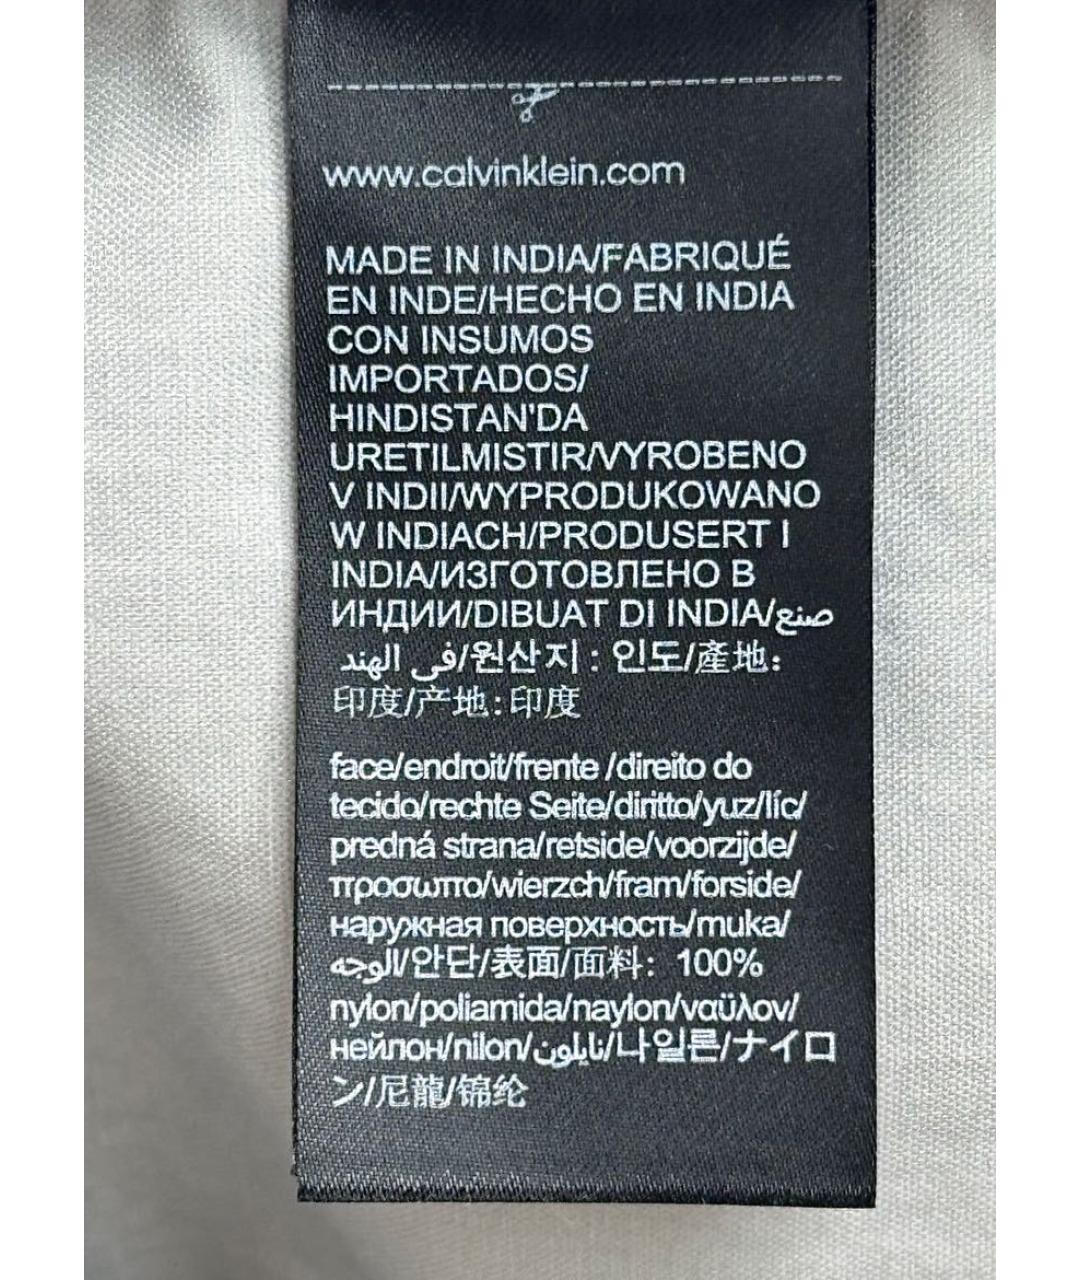 www.calvinklein.com
MADE IN INDIA/FABRIQUÉ
EN INDE/HECHO EN INDIA
CON INSUMOS
IMPORTADOS/
HINDISTAN'DA
URETILMISTIR/VYROBENO
V INDII/WYPRODUKOWANO
W INDIACH/PRODUSERT I
INDIA/ИЗГОТОВЛЕНО В
ИНДИИ/DIBUAT DI INDIA/صنع
في الهند/원산지 : 인도/產地:
印度/产地:印度
face/endroit/frente /direito do
tecido/rechte Seite/diritto/yuz/líc/
predná strana/retside/voorzijde/
προσωπο/wierzch/fram/forside/
наружная поверхность/muka/
الوجه/안단/表面/面料: 100%
nylon/poliamida/naylon/ναϋλον/
нейлон/nilon/نايلون/나일론/ナイロ
ン/尼龍/锦纶